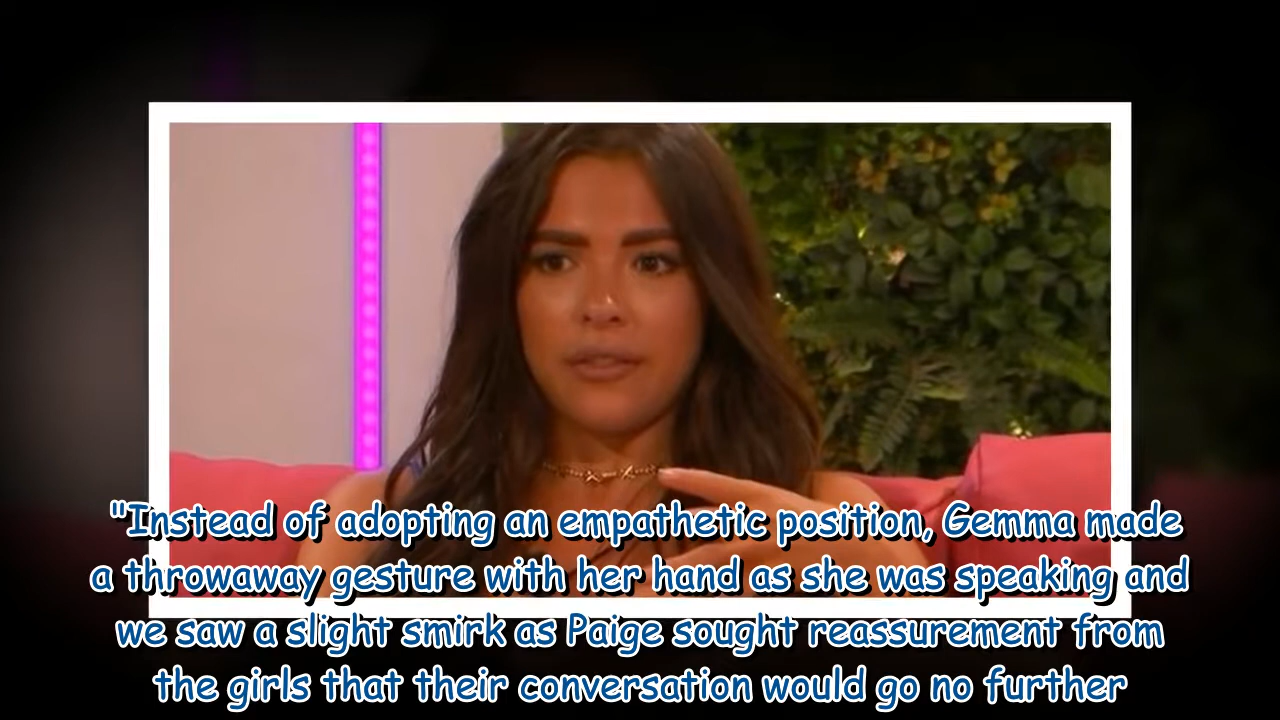 "Instead of adopting an empathetic position, Gemma made
a throwaway gesture with her hand as she was speaking and
we saw a slight smirk as Paige sought reassurement from
the girls that their conversation would go no further